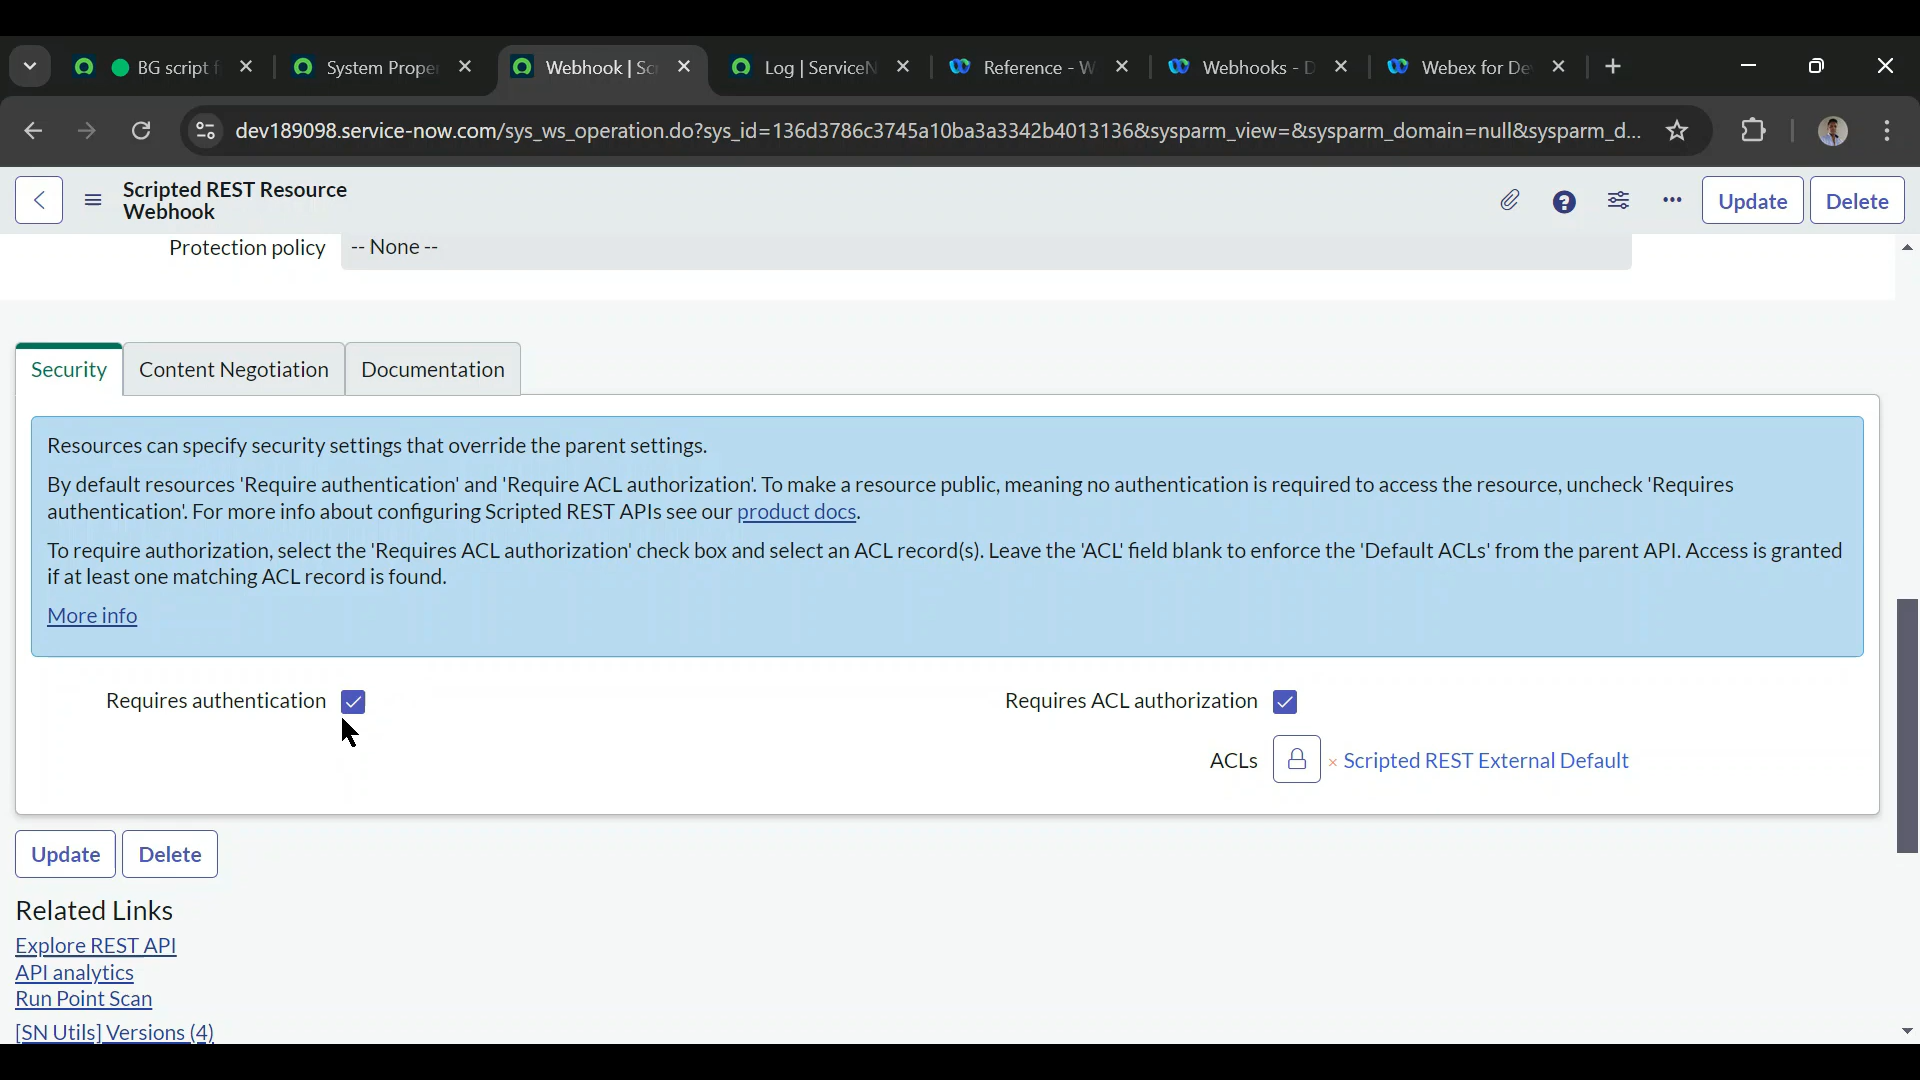 BG script f
System Prope
Webhook | Sc
Log | ServiceN
Reference - W
Webhooks - D
Webex for De
dev189098.service-now.com/sys_ws_operation.do?sys_id=136d3786c3745a10ba3a3342b4013136&sysparm_view=&sysparm_domain=null&sysparm_d...
Scripted REST Resource
Webhook
Update
Delete
Protection policy
-- None --
Security
Content Negotiation
Documentation
Resources can specify security settings that override the parent settings.
By default resources 'Require authentication' and 'Require ACL authorization'. To make a resource public, meaning no authentication is required to access the resource, uncheck 'Requires
authentication'. For more info about configuring Scripted REST APIs see our product docs.
To require authorization, select the 'Requires ACL authorization' check box and select an ACL record(s). Leave the 'ACL' field blank to enforce the 'Default ACLs' from the parent API. Access is granted
if at least one matching ACL record is found.
More info
Requires authentication
Requires ACL authorization
ACLs
× Scripted REST External Default
Update
Delete
Related Links
Explore REST API
API analytics
Run Point Scan
[SN Utils] Versions (4)